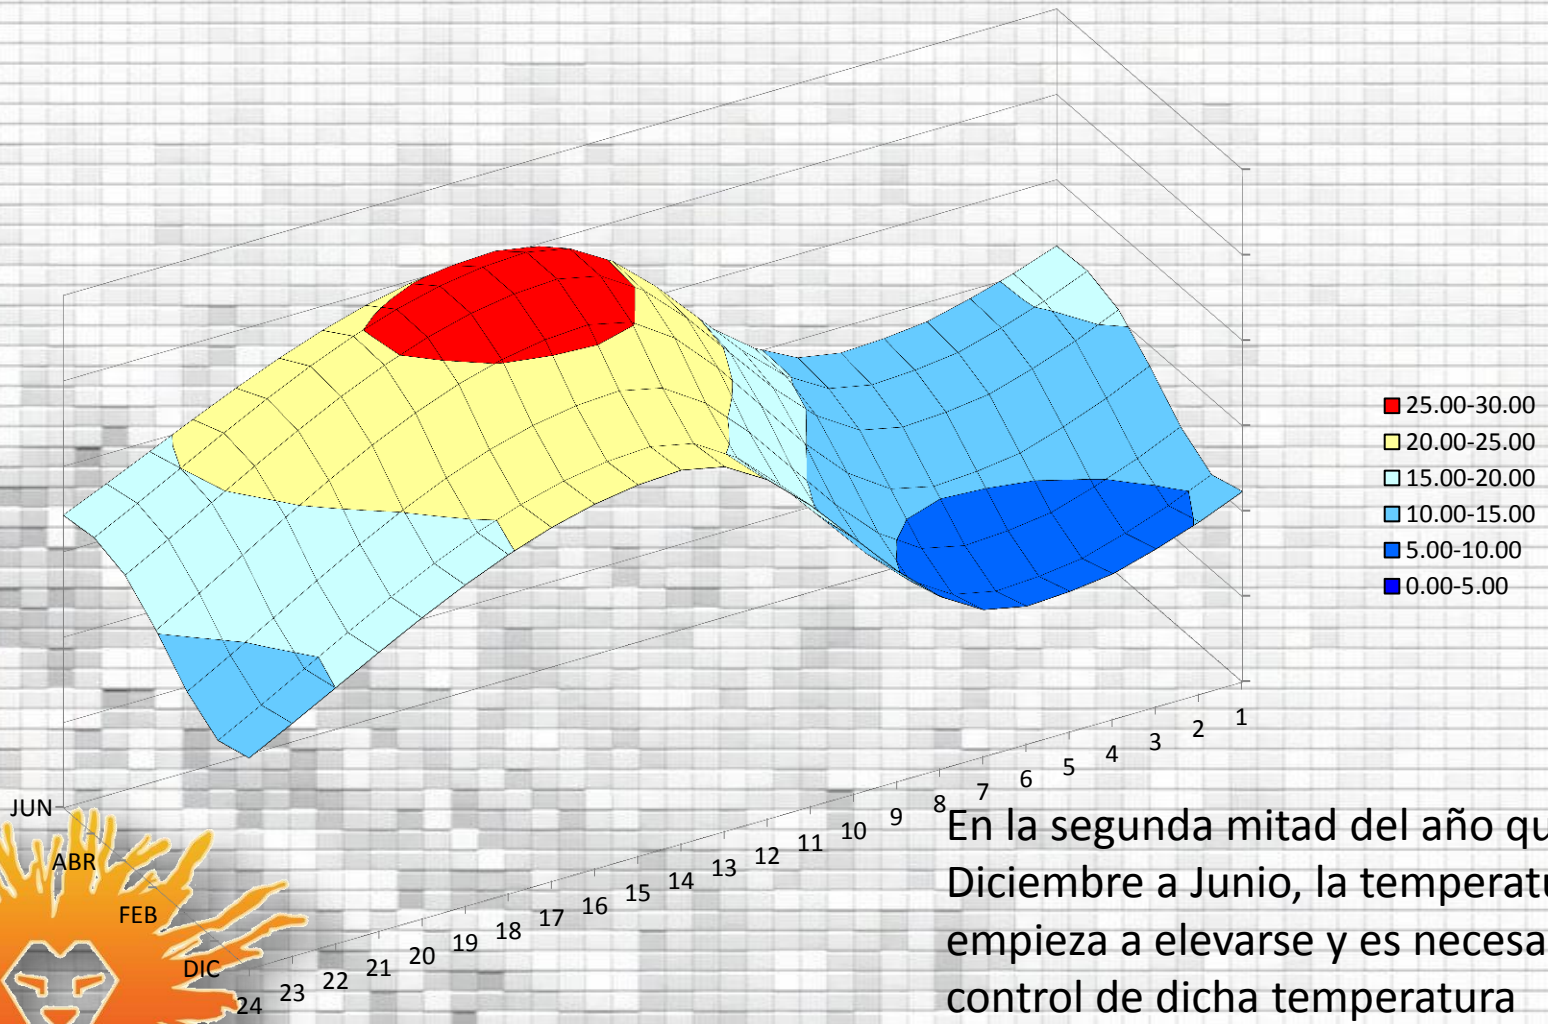 25.00-30.00
20.00-25.00
15.00-20.00
10.00-15.00
5.00-10.00
0.00-5.00
JUN
ABR
FEB
DIC
24 23 22 21 20 19 18 17 16 15 14 13 12 11 10 9 8 7 6 5 4 3 2 1
En la segunda mitad del año qu
Diciembre a Junio, la temperatu
empieza a elevarse y es necesa
control de dicha temperatura